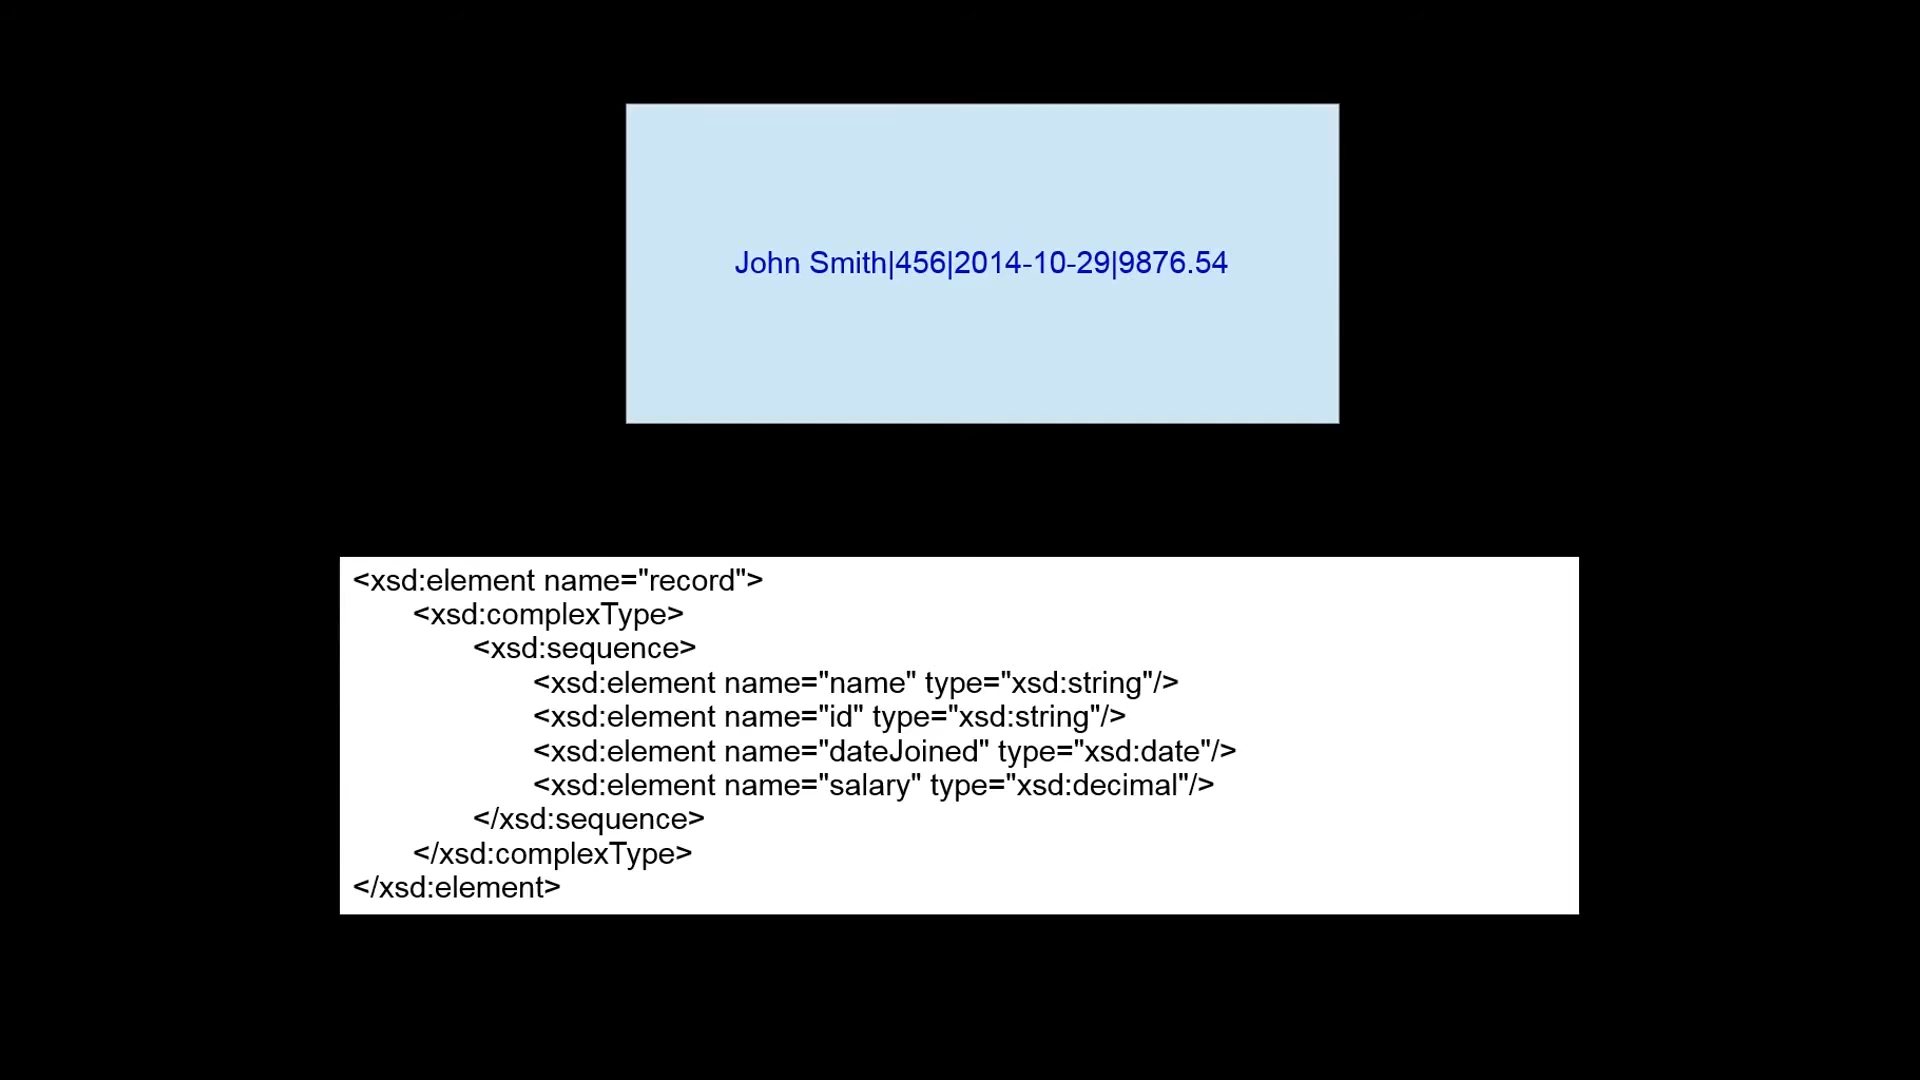 John Smith|456|2014-10-29|9876.54
<xsd:element name="record">
<xsd:complexType>
<xsd:sequence>
<xsd:element name="name" type="xsd:string"/>
<xsd:element name="id" type="xsd:string"/>
<xsd:element name="dateJoined" type="xsd:date"/>
<xsd:element name="salary" type="xsd:decimal"/>
</xsd:sequence>
</xsd:complexType>
</xsd:element>